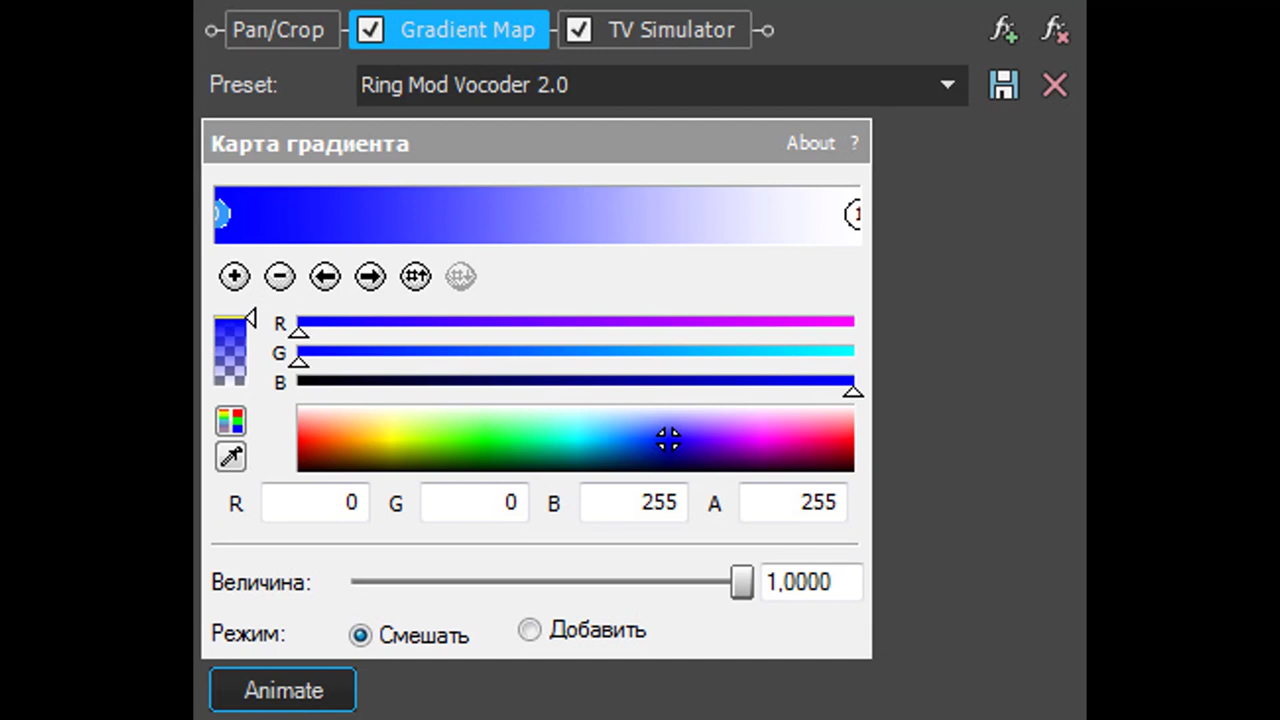 Pan/Crop Gradient Map TV Simulator
Preset: Ring Mod Vocoder 2.0
Карта градиента About ?
R
G
B
R 0 G 0 B 255 A 255
Величина: 1,0000
Режим: Смешать Добавить
Animate